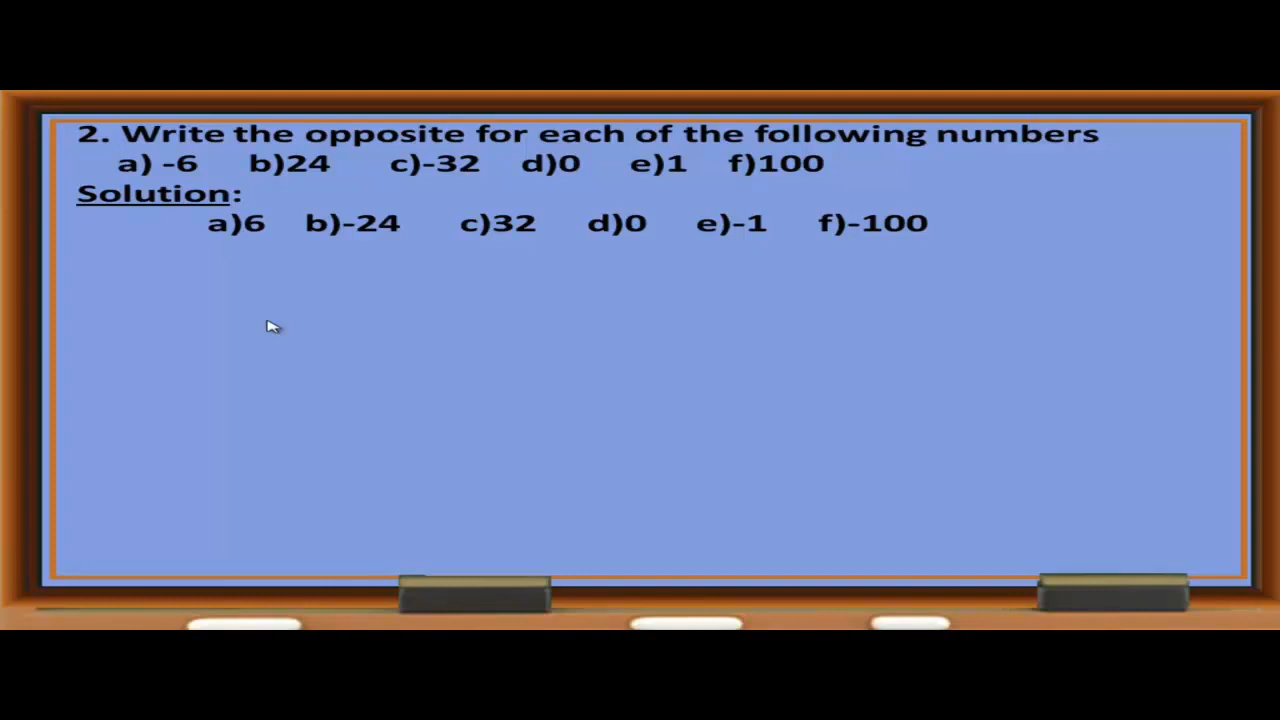 2. Write the opposite for each of the following numbers
a) -6 b)24 c)-32 d)0 e)1 f)100
Solution:
a)6 b)-24 c)32 d)0 e)-1 f)-100